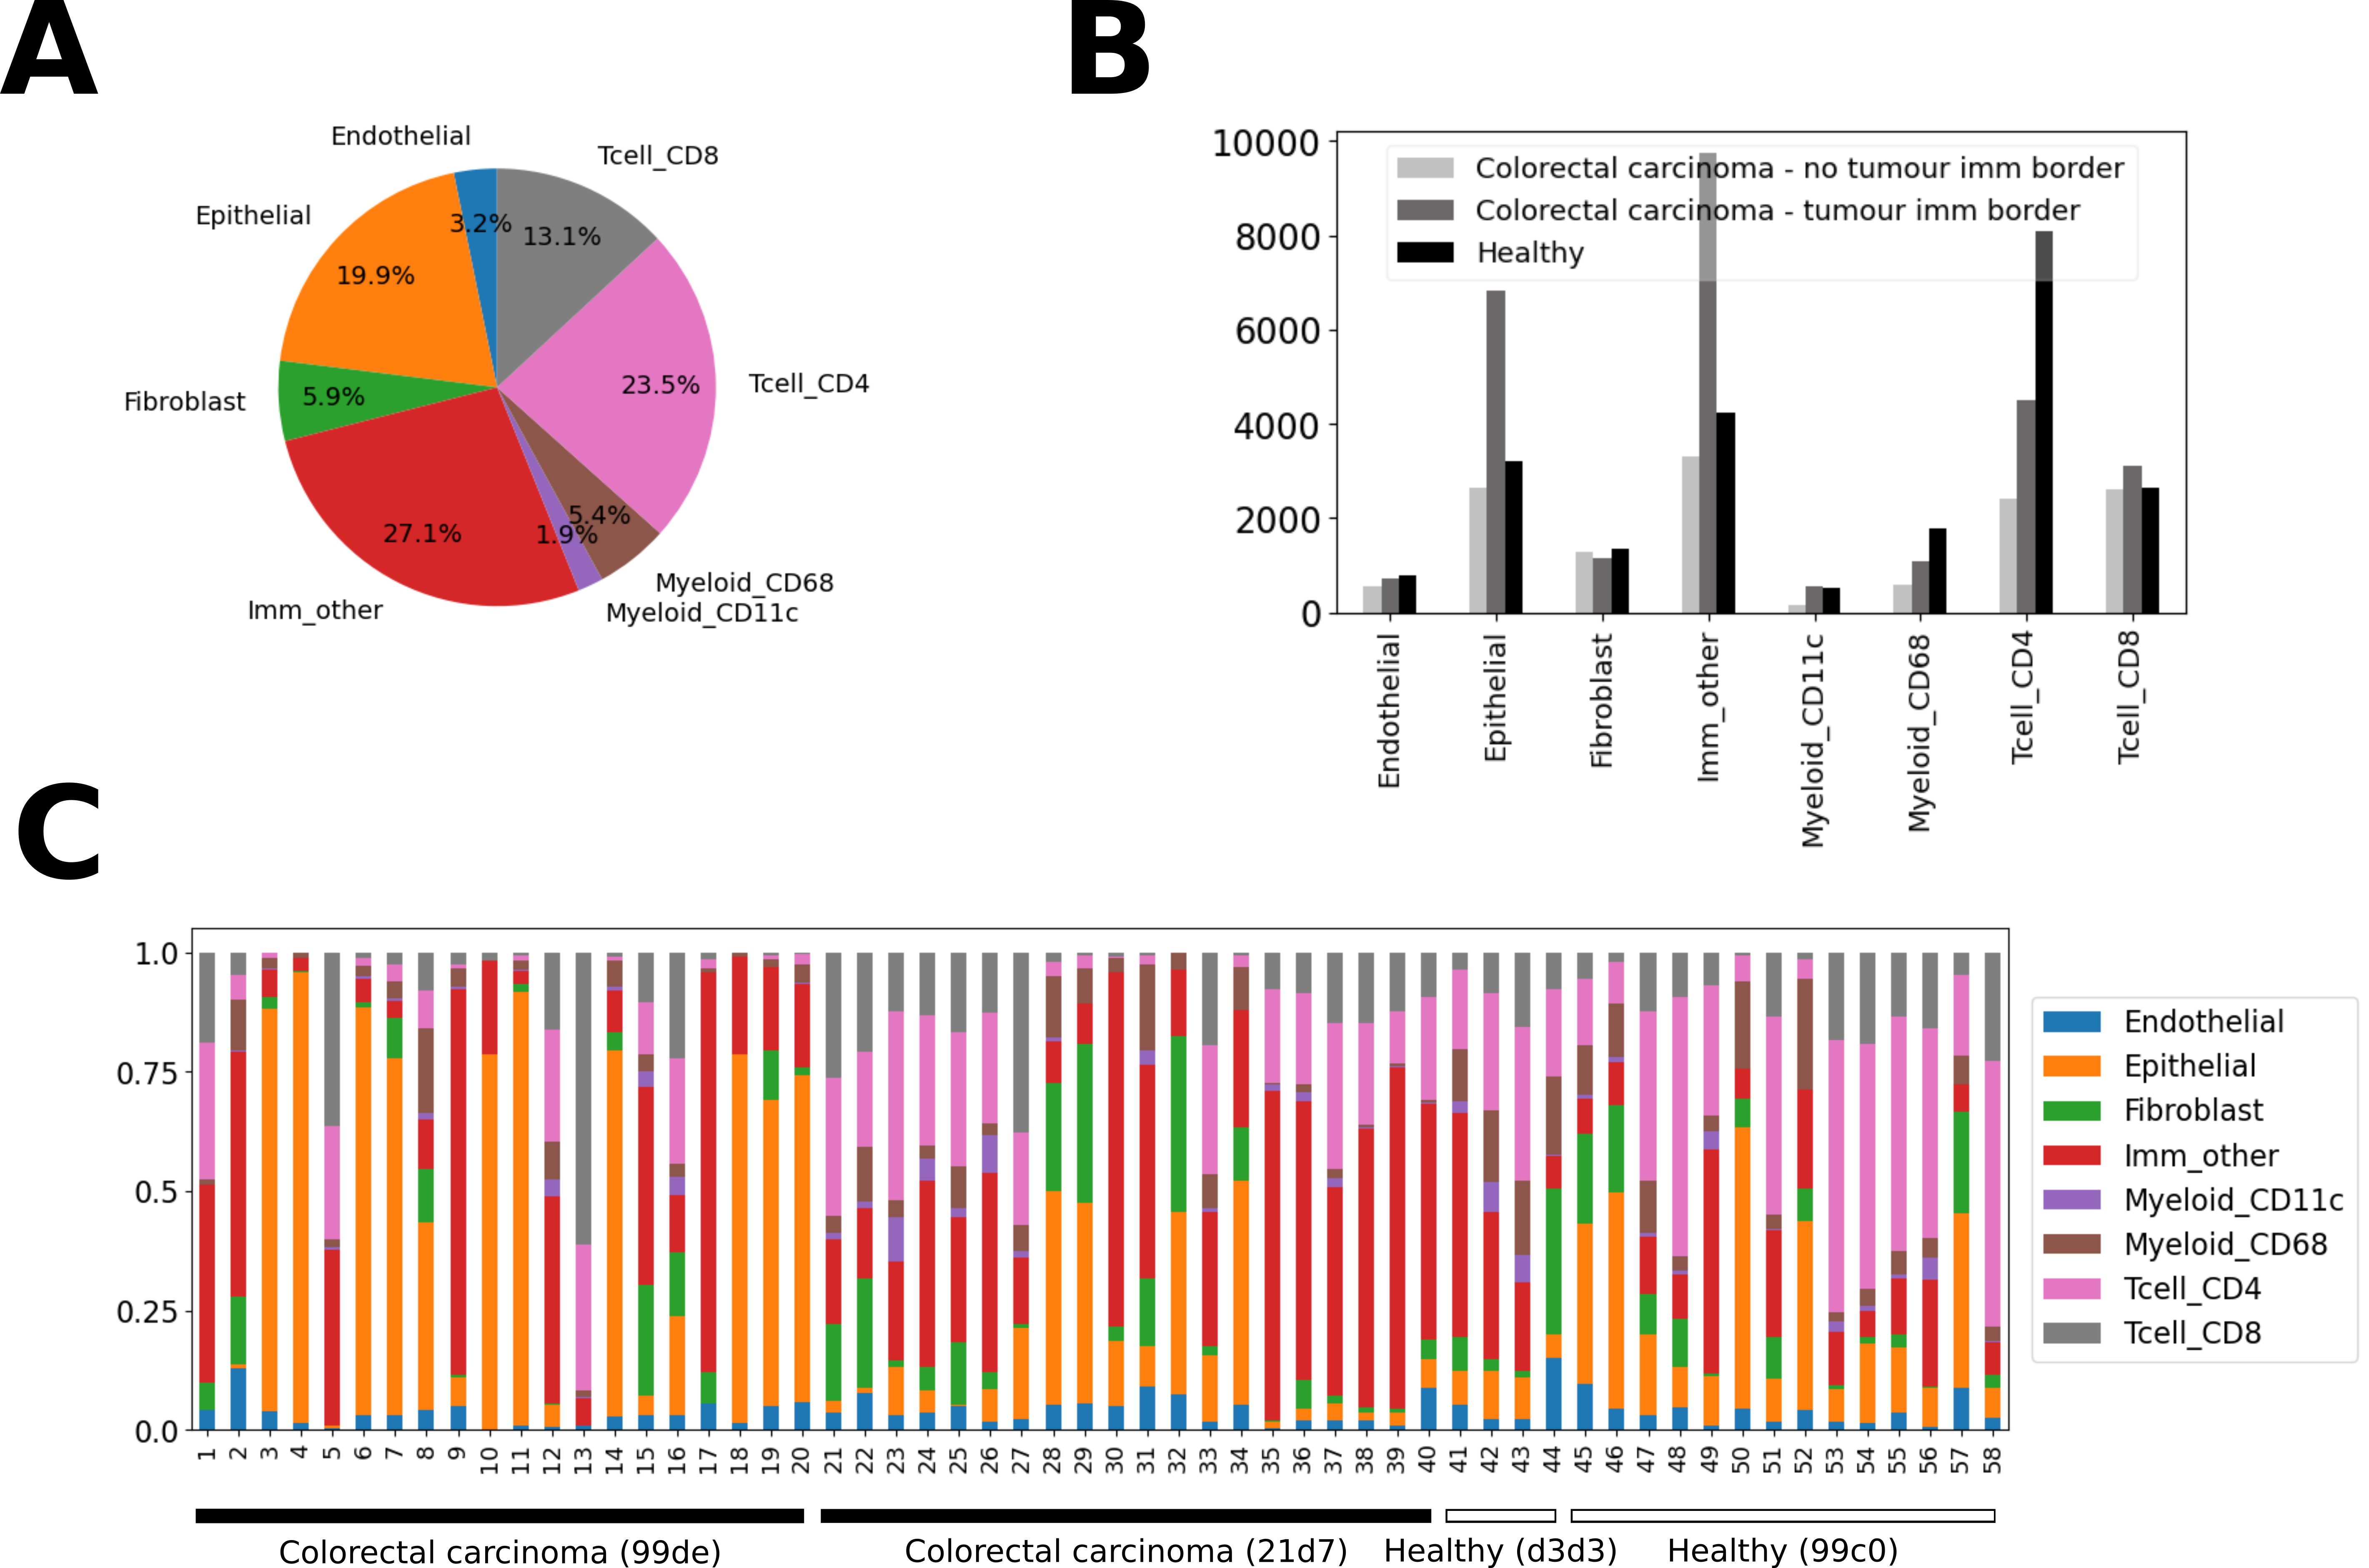 A
Endothelial
Tcell_CD8
Epithelial
3.2%
13.1%
19.9%
Tcell_CD4
23.5%
Fibroblast
5.9%
5.4%
1.9%
27.1%
Myeloid_CD68
Imm_other
Myeloid_CD11c
B
10000
8000
6000
4000
2000
0
Colorectal carcinoma - no tumour imm border
Colorectal carcinoma - tumour imm border
Healthy
Endothelial
Epithelial
Fibroblast
Imm_other
Myeloid_CD11c
Myeloid_CD68
Tcell_CD4
Tcell_CD8
C
1.0
0.75
0.5
0.25
0.0
1 2 3 4 5 6 7 8 9 10 11 12 13 14 15 16 17 18 19 20 21 22 23 24 25 26 27 28 29 30 31 32 33 34 35 36 37 38 39 40 41 42 43 44 45 46 47 48 49 50 51 52 53 54 55 56 57 58
Colorectal carcinoma (99de) Colorectal carcinoma (21d7) Healthy (d3d3) Healthy (99c0)
Endothelial
Epithelial
Fibroblast
Imm_other
Myeloid_CD11c
Myeloid_CD68
Tcell_CD4
Tcell_CD8